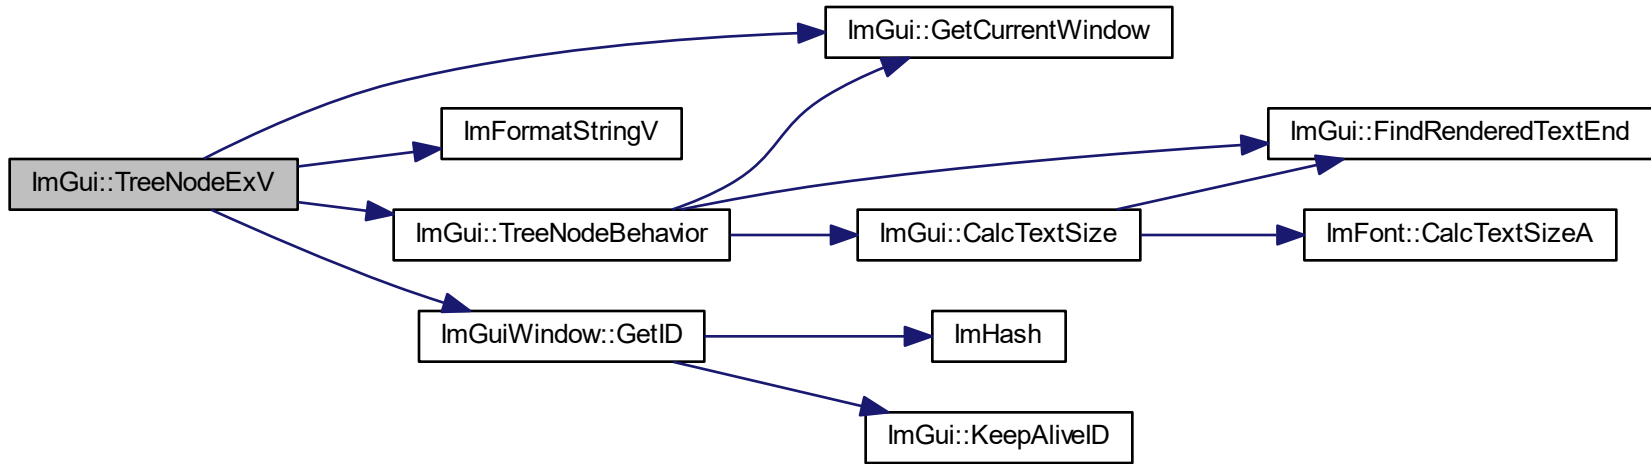 ImGui::GetCurrentWindow
ImFormatStringV
ImGui::FindRenderedTextEnd
ImGui::TreeNodeExV
ImGui::TreeNodeBehavior
ImGui::CalcTextSize
ImFont::CalcTextSizeA
ImGuiWindow::GetID
ImHash
ImGui::KeepAliveID